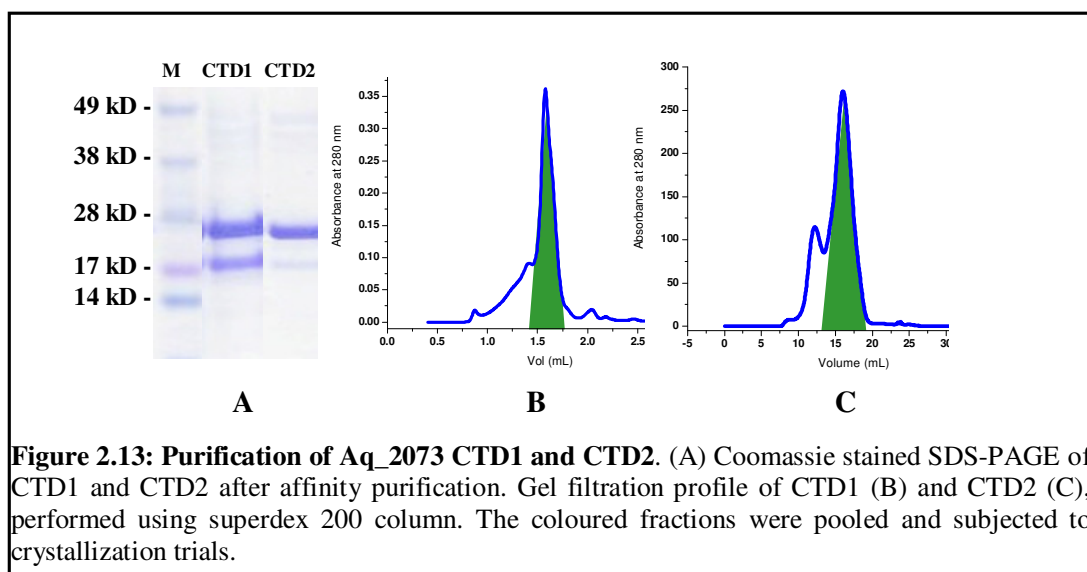 M CTD1 CTD2
49 kD -
38 kD -
28 kD -
17 kD -
14 kD -
A
Absorbance at 280 nm
0.35
0.30
0.25
0.20
0.15
0.10
0.05
0.00
0.0 0.5 1.0 1.5 2.0 2.5
Vol (mL)
B
Absorbance at 280 nm
300
250
200
150
100
50
0
-5 0 5 10 15 20 25
Volume (mL)
C
Figure 2.13: Purification of Aq_2073 CTD1 and CTD2. (A) Coomassie stained SDS-PAGE of
CTD1 and CTD2 after affinity purification. Gel filtration profile of CTD1 (B) and CTD2 (C),
performed using superdex 200 column. The coloured fractions were pooled and subjected to
crystallization trials.